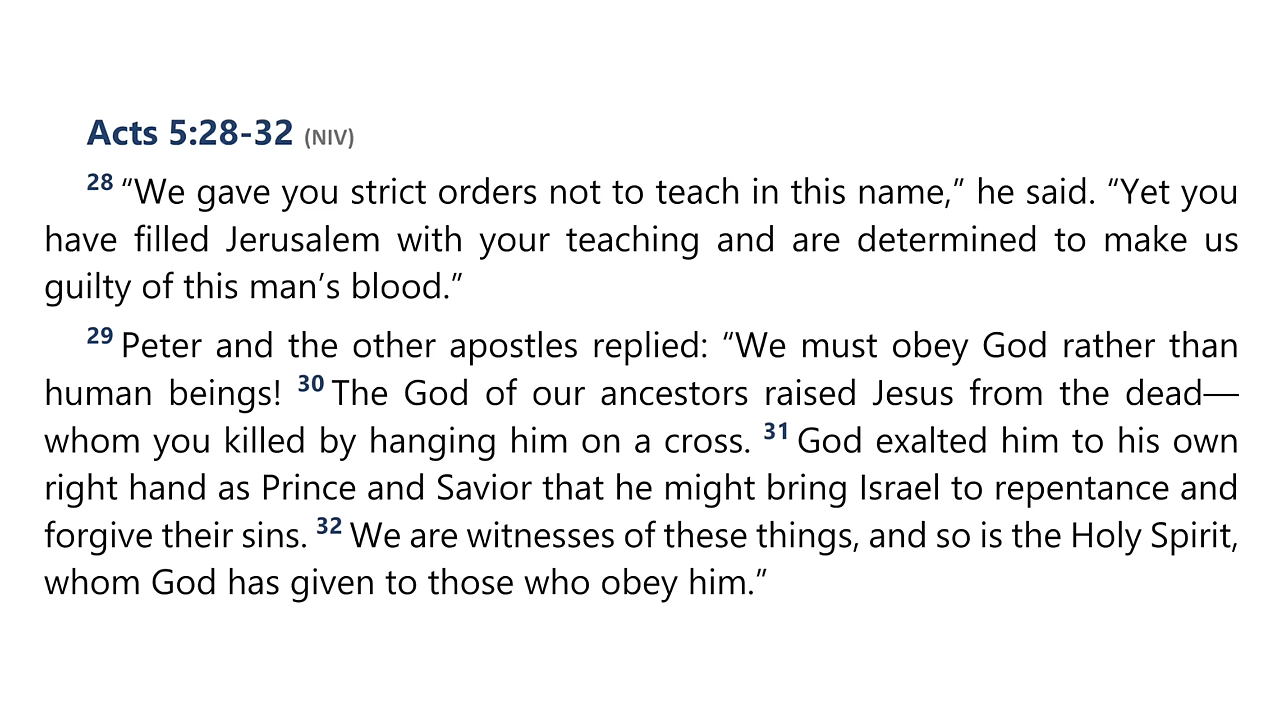 Acts 5:28-32 (NIV)
28 “We gave you strict orders not to teach in this name,” he said. “Yet you
have filled Jerusalem with your teaching and are determined to make us
guilty of this man’s blood.”
29 Peter and the other apostles replied: “We must obey God rather than
human beings! 30 The God of our ancestors raised Jesus from the dead—
whom you killed by hanging him on a cross. 31 God exalted him to his own
right hand as Prince and Savior that he might bring Israel to repentance and
forgive their sins. 32 We are witnesses of these things, and so is the Holy Spirit,
whom God has given to those who obey him.”